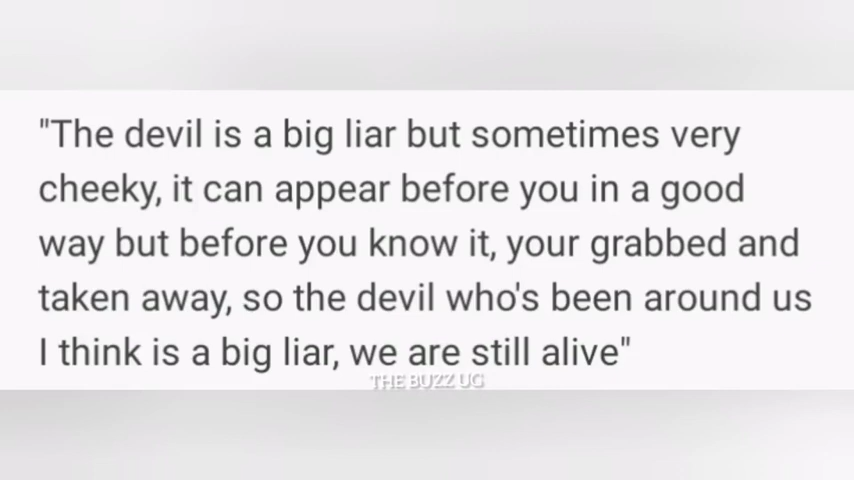 "The devil is a big liar but sometimes very
cheeky, it can appear before you in a good
way but before you know it, your grabbed and
taken away, so the devil who's been around us
I think is a big liar, we are still alive"
THE BUZZ UG